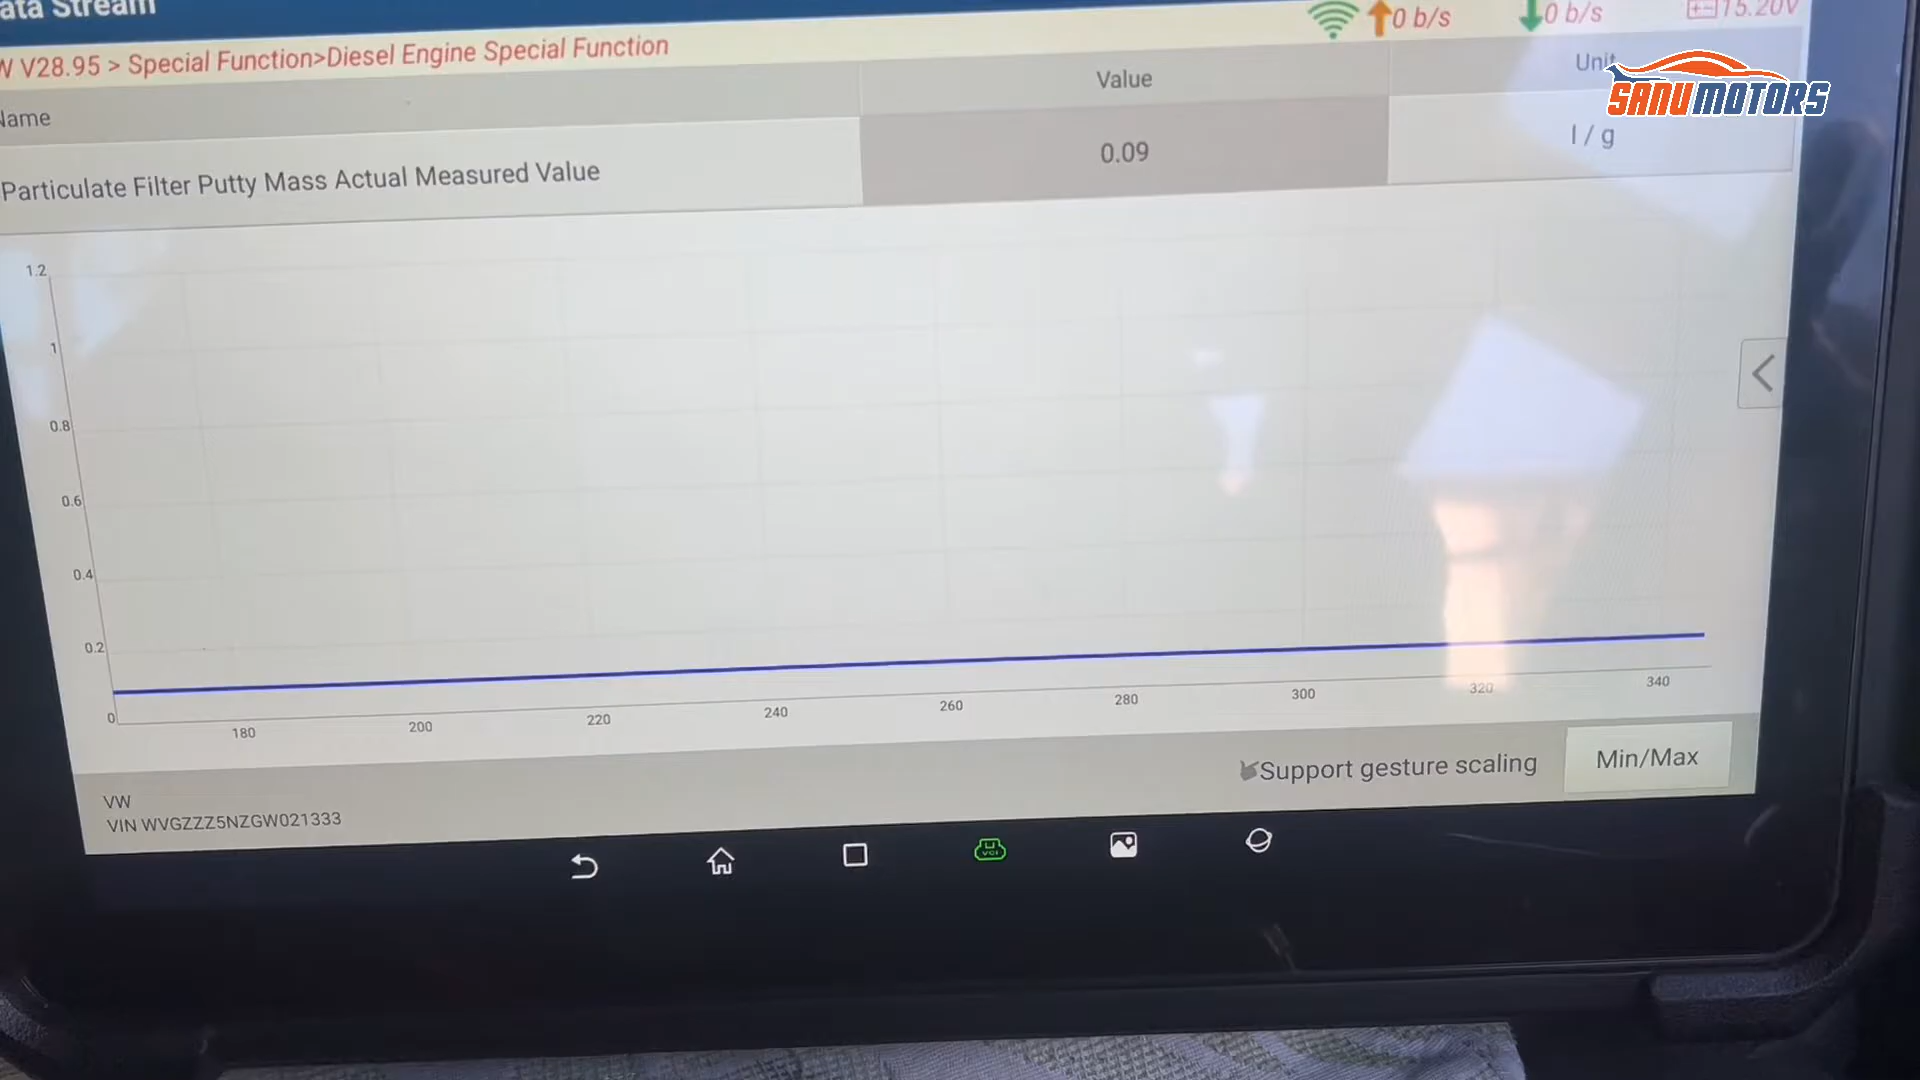 ata Stream
0 b/s
0 b/s
15.20V
W V28.95 > Special Function>Diesel Engine Special Function
Name
Value
Unit
SANUMOTORS
Particulate Filter Putty Mass Actual Measured Value
0.09
l / g
1.2
1
0.8
0.6
0.4
0.2
0
180
200
220
240
260
280
300
320
340
Support gesture scaling
Min/Max
VW
VIN WVGZZZ5NZGW021333
VCI